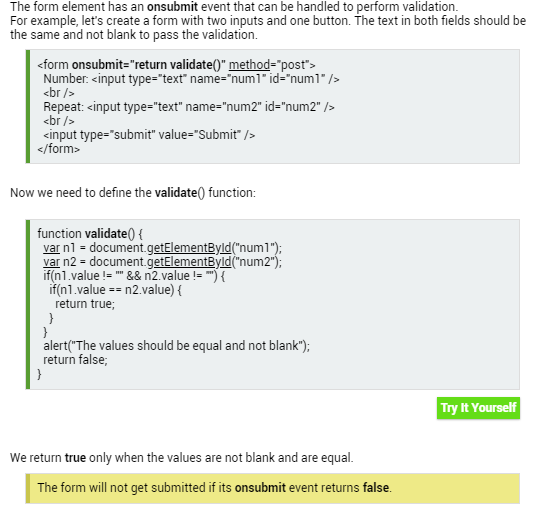 The form element has an onsubmit event that can be handled to perform validation.
For example, let's create a form with two inputs and one button. The text in both fields should be
the same and not blank to pass the validation.
<form onsubmit="return validate()" method="post">
Number: <input type="text" name="num1" id="num1" />
<br />
Repeat: <input type="text" name="num2" id="num2" />
<br />
<input type="submit" value="Submit" />
</form>
Now we need to define the validate() function:
function validate() {
var n1 = document.getElementById("num1");
var n2 = document.getElementById("num2");
if(n1.value != "" && n2.value != "") {
if(n1.value == n2.value) {
return true;
}
}
alert("The values should be equal and not blank");
return false;
}
Try It Yourself
We return true only when the values are not blank and are equal.
The form will not get submitted if its onsubmit event returns false.